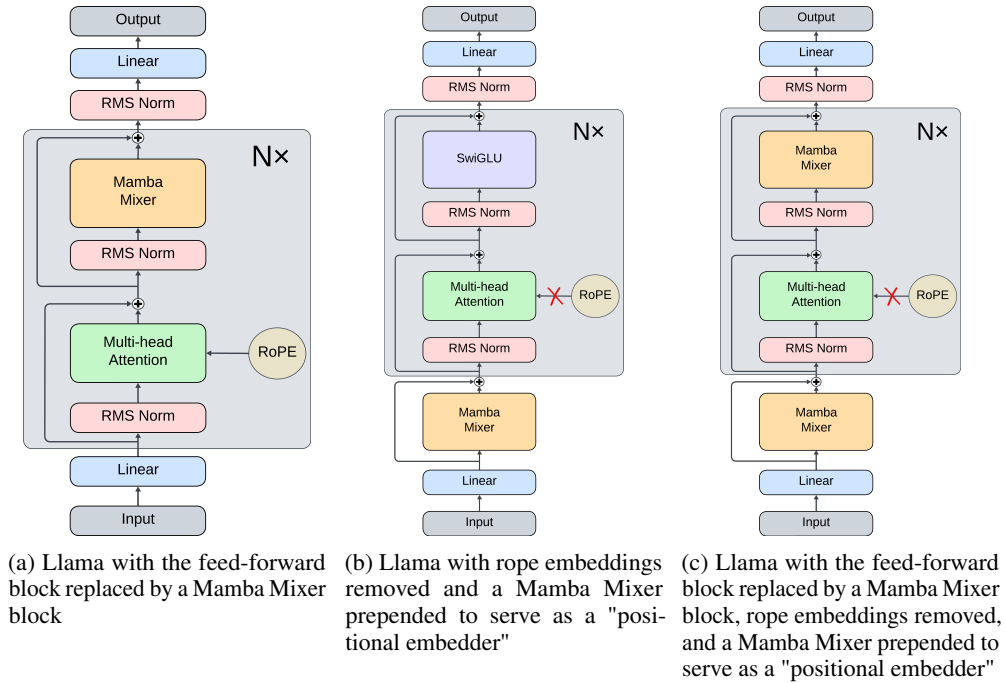 Output
Linear
RMS Norm
N×
Mamba
Mixer
RMS Norm
Multi-head
Attention
RoPE
RMS Norm
Linear
Input
(a) Llama with the feed-forward
block replaced by a Mamba Mixer
block
Output
Linear
RMS Norm
N×
SwiGLU
RMS Norm
Multi-head
Attention
RoPE
RMS Norm
Mamba
Mixer
Linear
Input
(b) Llama with rope embeddings
removed and a Mamba Mixer
prepended to serve as a "posi-
tional embedder"
Output
Linear
RMS Norm
N×
Mamba
Mixer
RMS Norm
Multi-head
Attention
RoPE
RMS Norm
Mamba
Mixer
Linear
Input
(c) Llama with the feed-forward
block replaced by a Mamba Mixer
block, rope embeddings removed,
and a Mamba Mixer prepended to
serve as a "positional embedder"